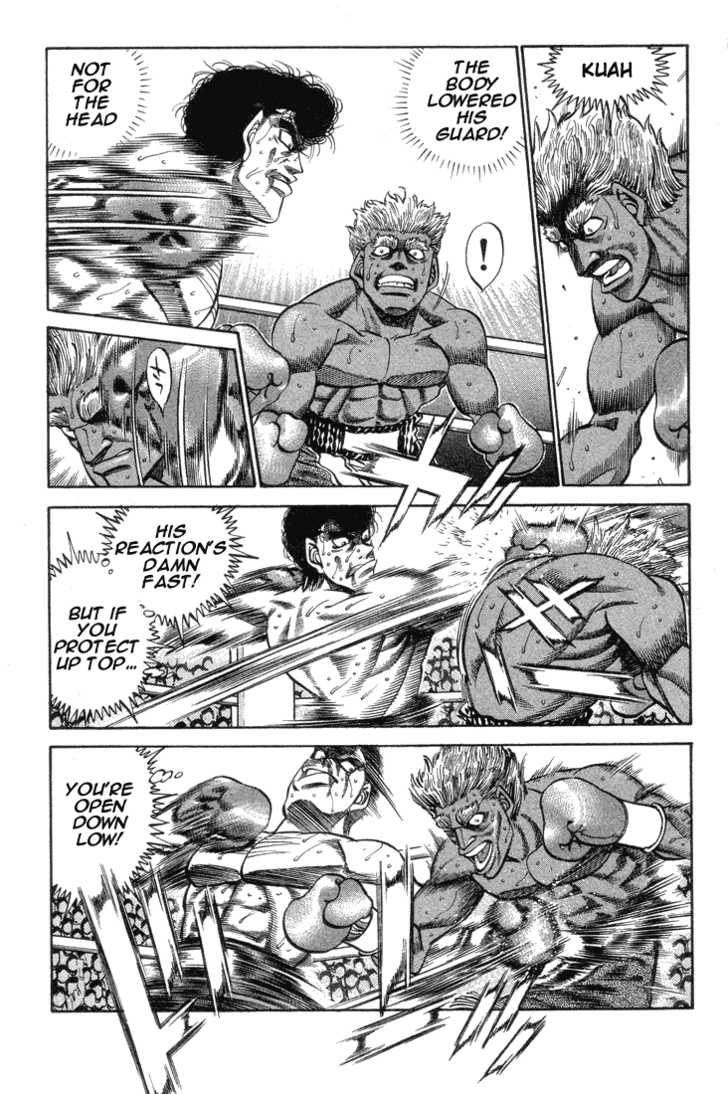 KUAH
THE
BODY
LOWERED
HIS
GUARD!
NOT
FOR
THE
HEAD
!
HIS
REACTION'S
DAMN
FAST!
BUT IF
YOU
PROTECT
UP TOP...
YOU'RE
OPEN
DOWN
LOW!